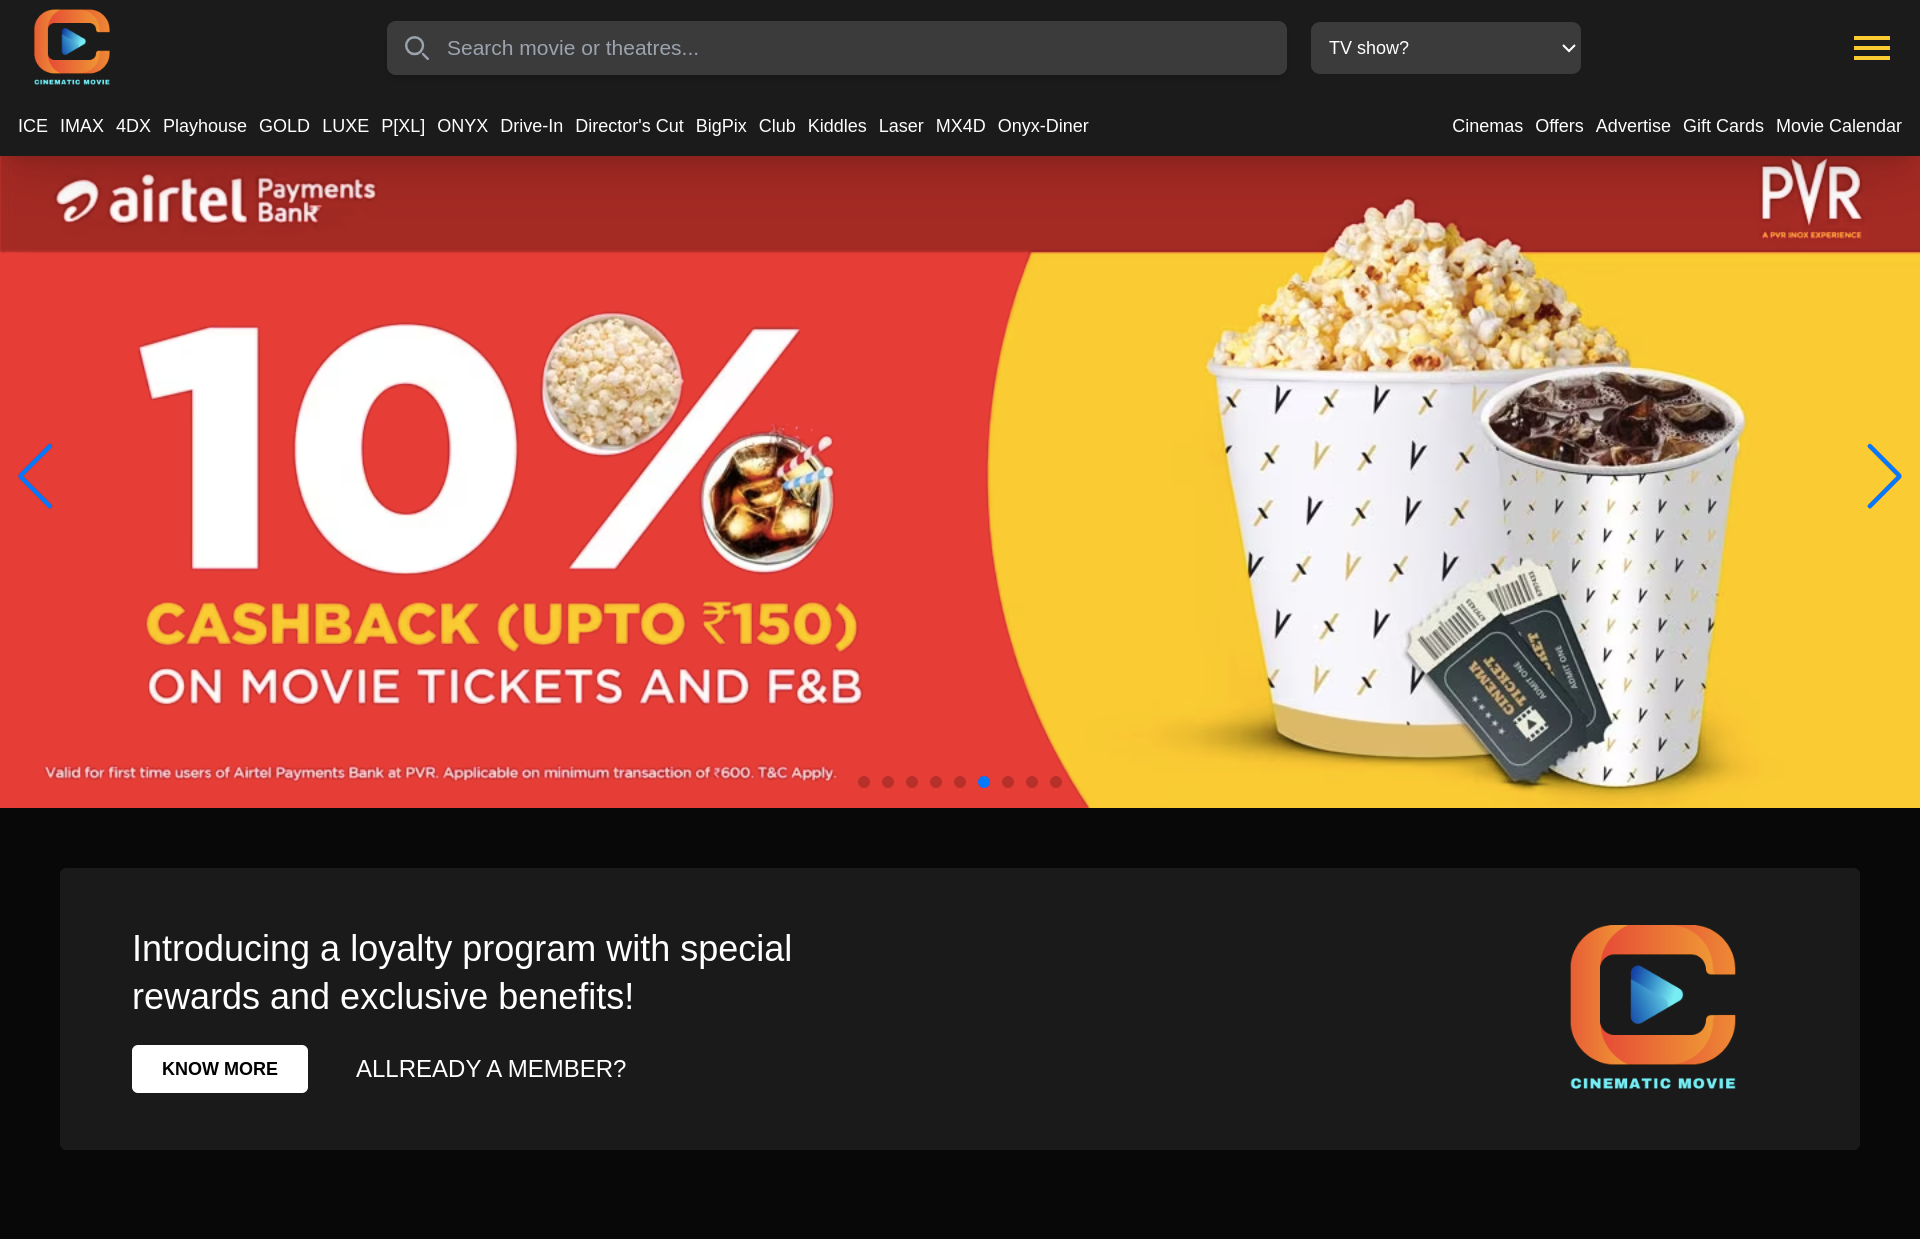 CINEMATIC MOVIE
Search movie or theatres...
TV show?
ICE IMAX 4DX Playhouse GOLD LUXE P[XL] ONYX Drive-In Director's Cut BigPix Club Kiddles Laser MX4D Onyx-Diner
Cinemas Offers Advertise Gift Cards Movie Calendar
airtel Payments
Bank₹
PVR
A PVR INOX EXPERIENCE
10%
CASHBACK (UPTO ₹150)
ON MOVIE TICKETS AND F&B
CINEMA
TICKET
ADMIT ONE
TICKET
ADMIT ONE
Valid for first time users of Airtel Payments Bank at PVR. Applicable on minimum transaction of ₹600. T&C Apply.
Introducing a loyalty program with special
rewards and exclusive benefits!
KNOW MORE
ALLREADY A MEMBER?
CINEMATIC MOVIE